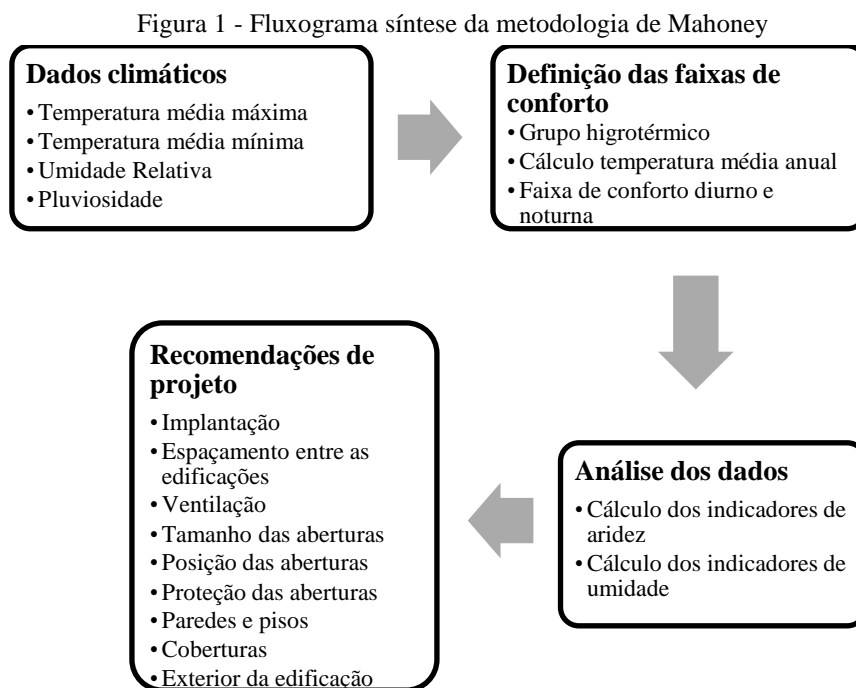 Figura 1 - Fluxograma síntese da metodologia de Mahoney
Dados climáticos
• Temperatura média máxima
• Temperatura média mínima
• Umidade Relativa
• Pluviosidade
Definição das faixas de
conforto
• Grupo higrotérmico
• Cálculo temperatura média anual
• Faixa de conforto diurno e
noturna
Análise dos dados
• Cálculo dos indicadores de
aridez
• Cálculo dos indicadores de
umidade
Recomendações de
projeto
• Implantação
• Espaçamento entre as
edificações
• Ventilação
• Tamanho das aberturas
• Posição das aberturas
• Proteção das aberturas
• Paredes e pisos
• Coberturas
• Exterior da edificação